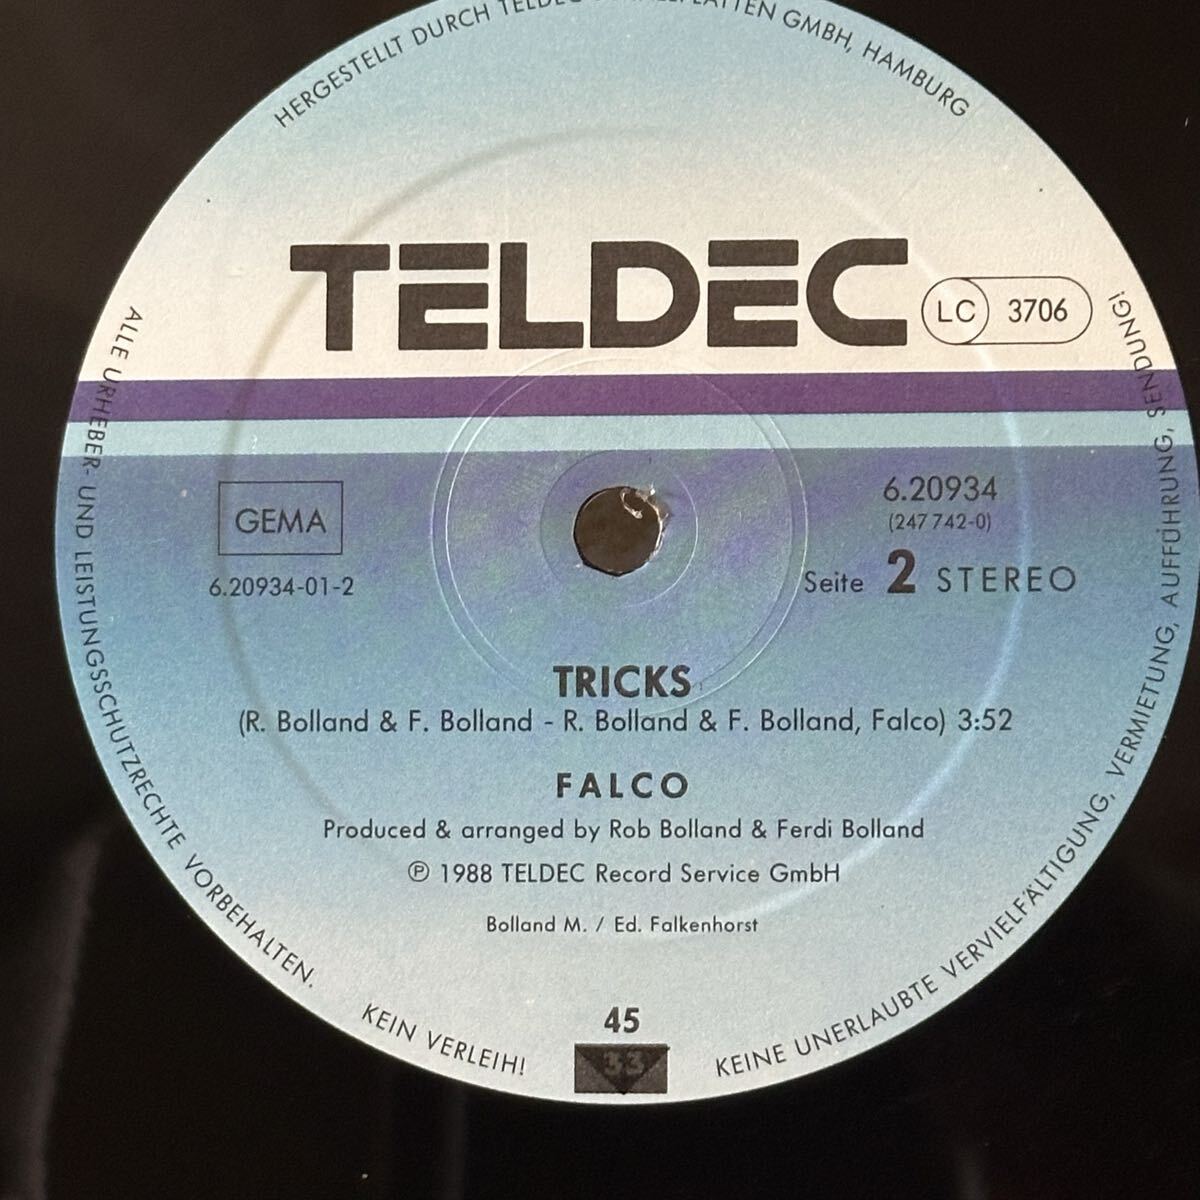 HERGESTELLT DURCH TELDEC GMBH, HAMBURG
TELDEC
LC 3706
GEMA
6.20934-01-2
6.20934
(247 742-0)
Seite 2 STEREO
TRICKS
(R. Bolland & F. Bolland - R. Bolland & F. Bolland, Falco) 3:52
FALCO
Produced & arranged by Rob Bolland & Ferdi Bolland
℗ 1988 TELDEC Record Service GmbH
Bolland M. / Ed. Falkenhorst
45
33
ALLE URHEBER- UND LEISTUNGSSCHUTZRECHTE VORBEHALTEN.
KEIN VERLEIH!
KEINE UNERLAUBTE VERVIELFÄLTIGUNG, VERMIETUNG, AUFFÜHRUNG, SENDUNG!